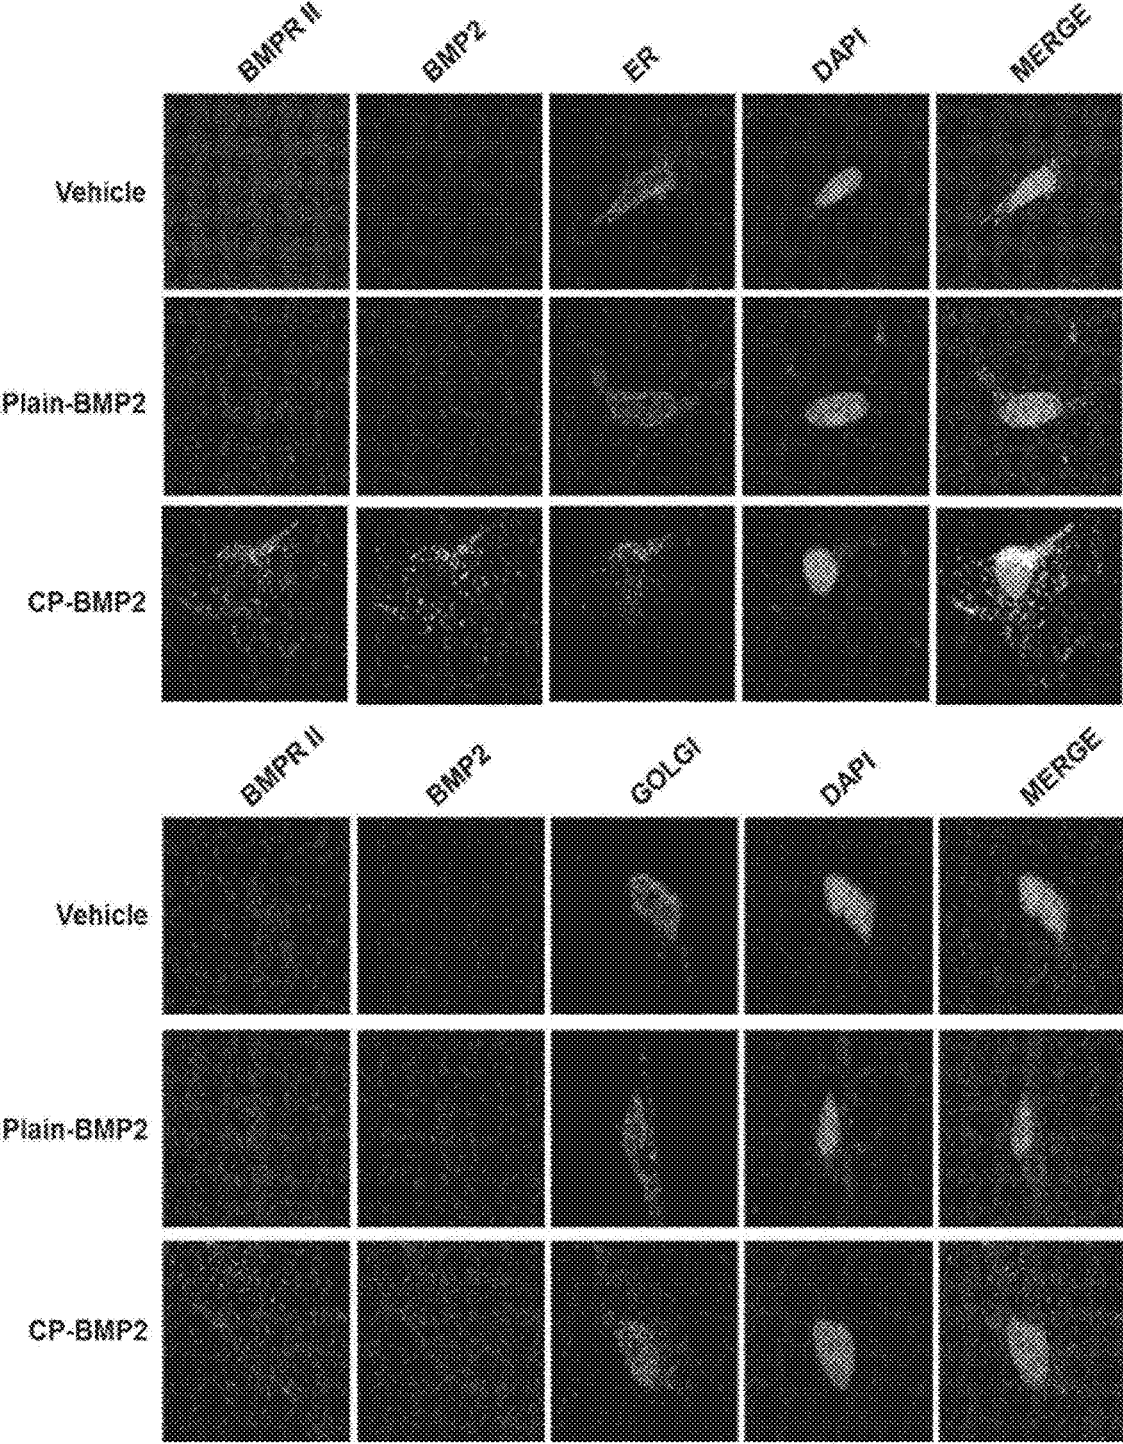 BMPR II BMP2 ER DAPI MERGE
Vehicle
Plain-BMP2
CP-BMP2
BMPR II BMP2 GOLGI DAPI MERGE
Vehicle
Plain-BMP2
CP-BMP2